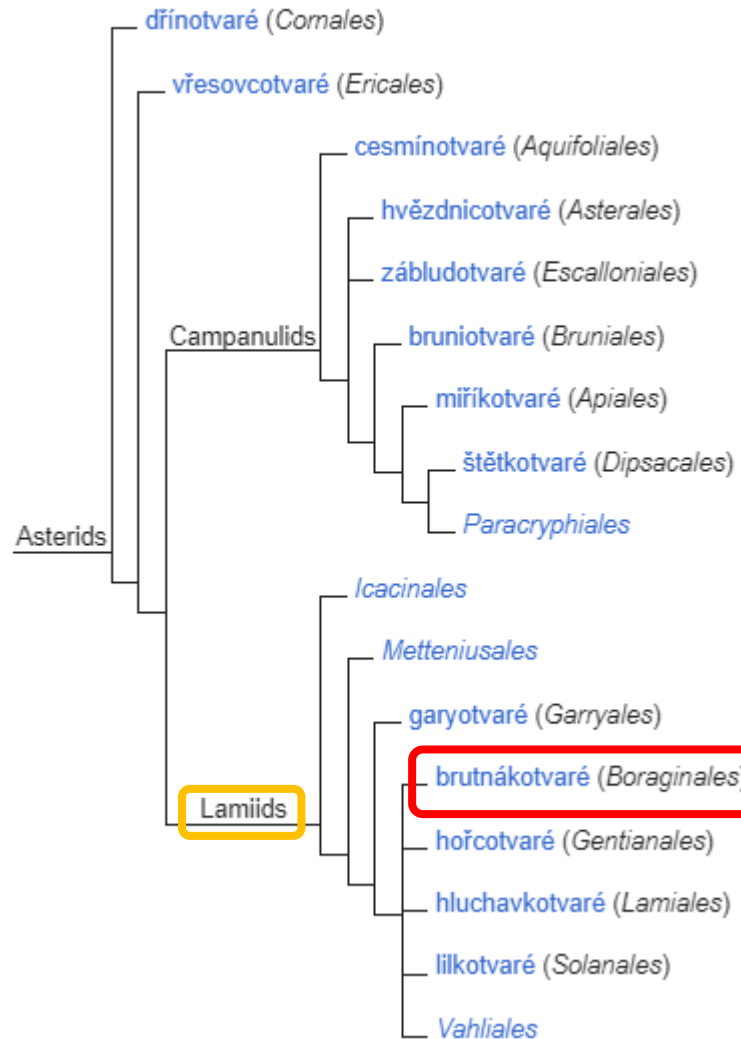 dřínotvaré (Cornales)
vřesovcotvaré (Ericales)
cesmínotvaré (Aquifoliales)
hvězdnicotvaré (Asterales)
zábludotvaré (Escalloniales)
Campanulids
bruniotvaré (Bruniales)
miříkotvaré (Apiales)
štětkotvaré (Dipsacales)
Paracryphiales
Asterids
Icacinales
Metteniusales
garyotvaré (Garryales)
brutnákotvaré (Boraginales)
Lamiids
hořcotvaré (Gentianales)
hluchavkotvaré (Lamiales)
lilkotvaré (Solanales)
Vahliales